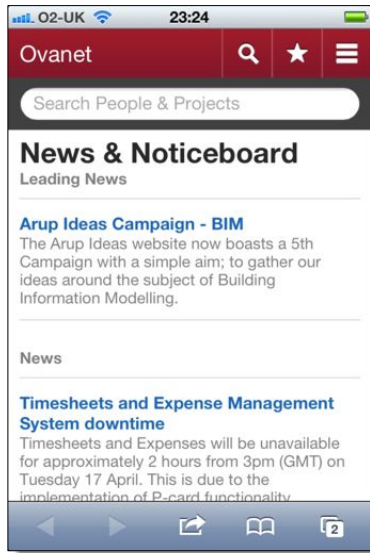 O2-UK 23:24
Ovanet
Search People & Projects
News & Noticeboard
Leading News
Arup Ideas Campaign - BIM
The Arup Ideas website now boasts a 5th
Campaign with a simple aim; to gather our
ideas around the subject of Building
Information Modelling.
News
Timesheets and Expense Management
System downtime
Timesheets and Expenses will be unavailable
for approximately 2 hours from 3pm (GMT) on
Tuesday 17 April. This is due to the
implementation of P-card functionality
2